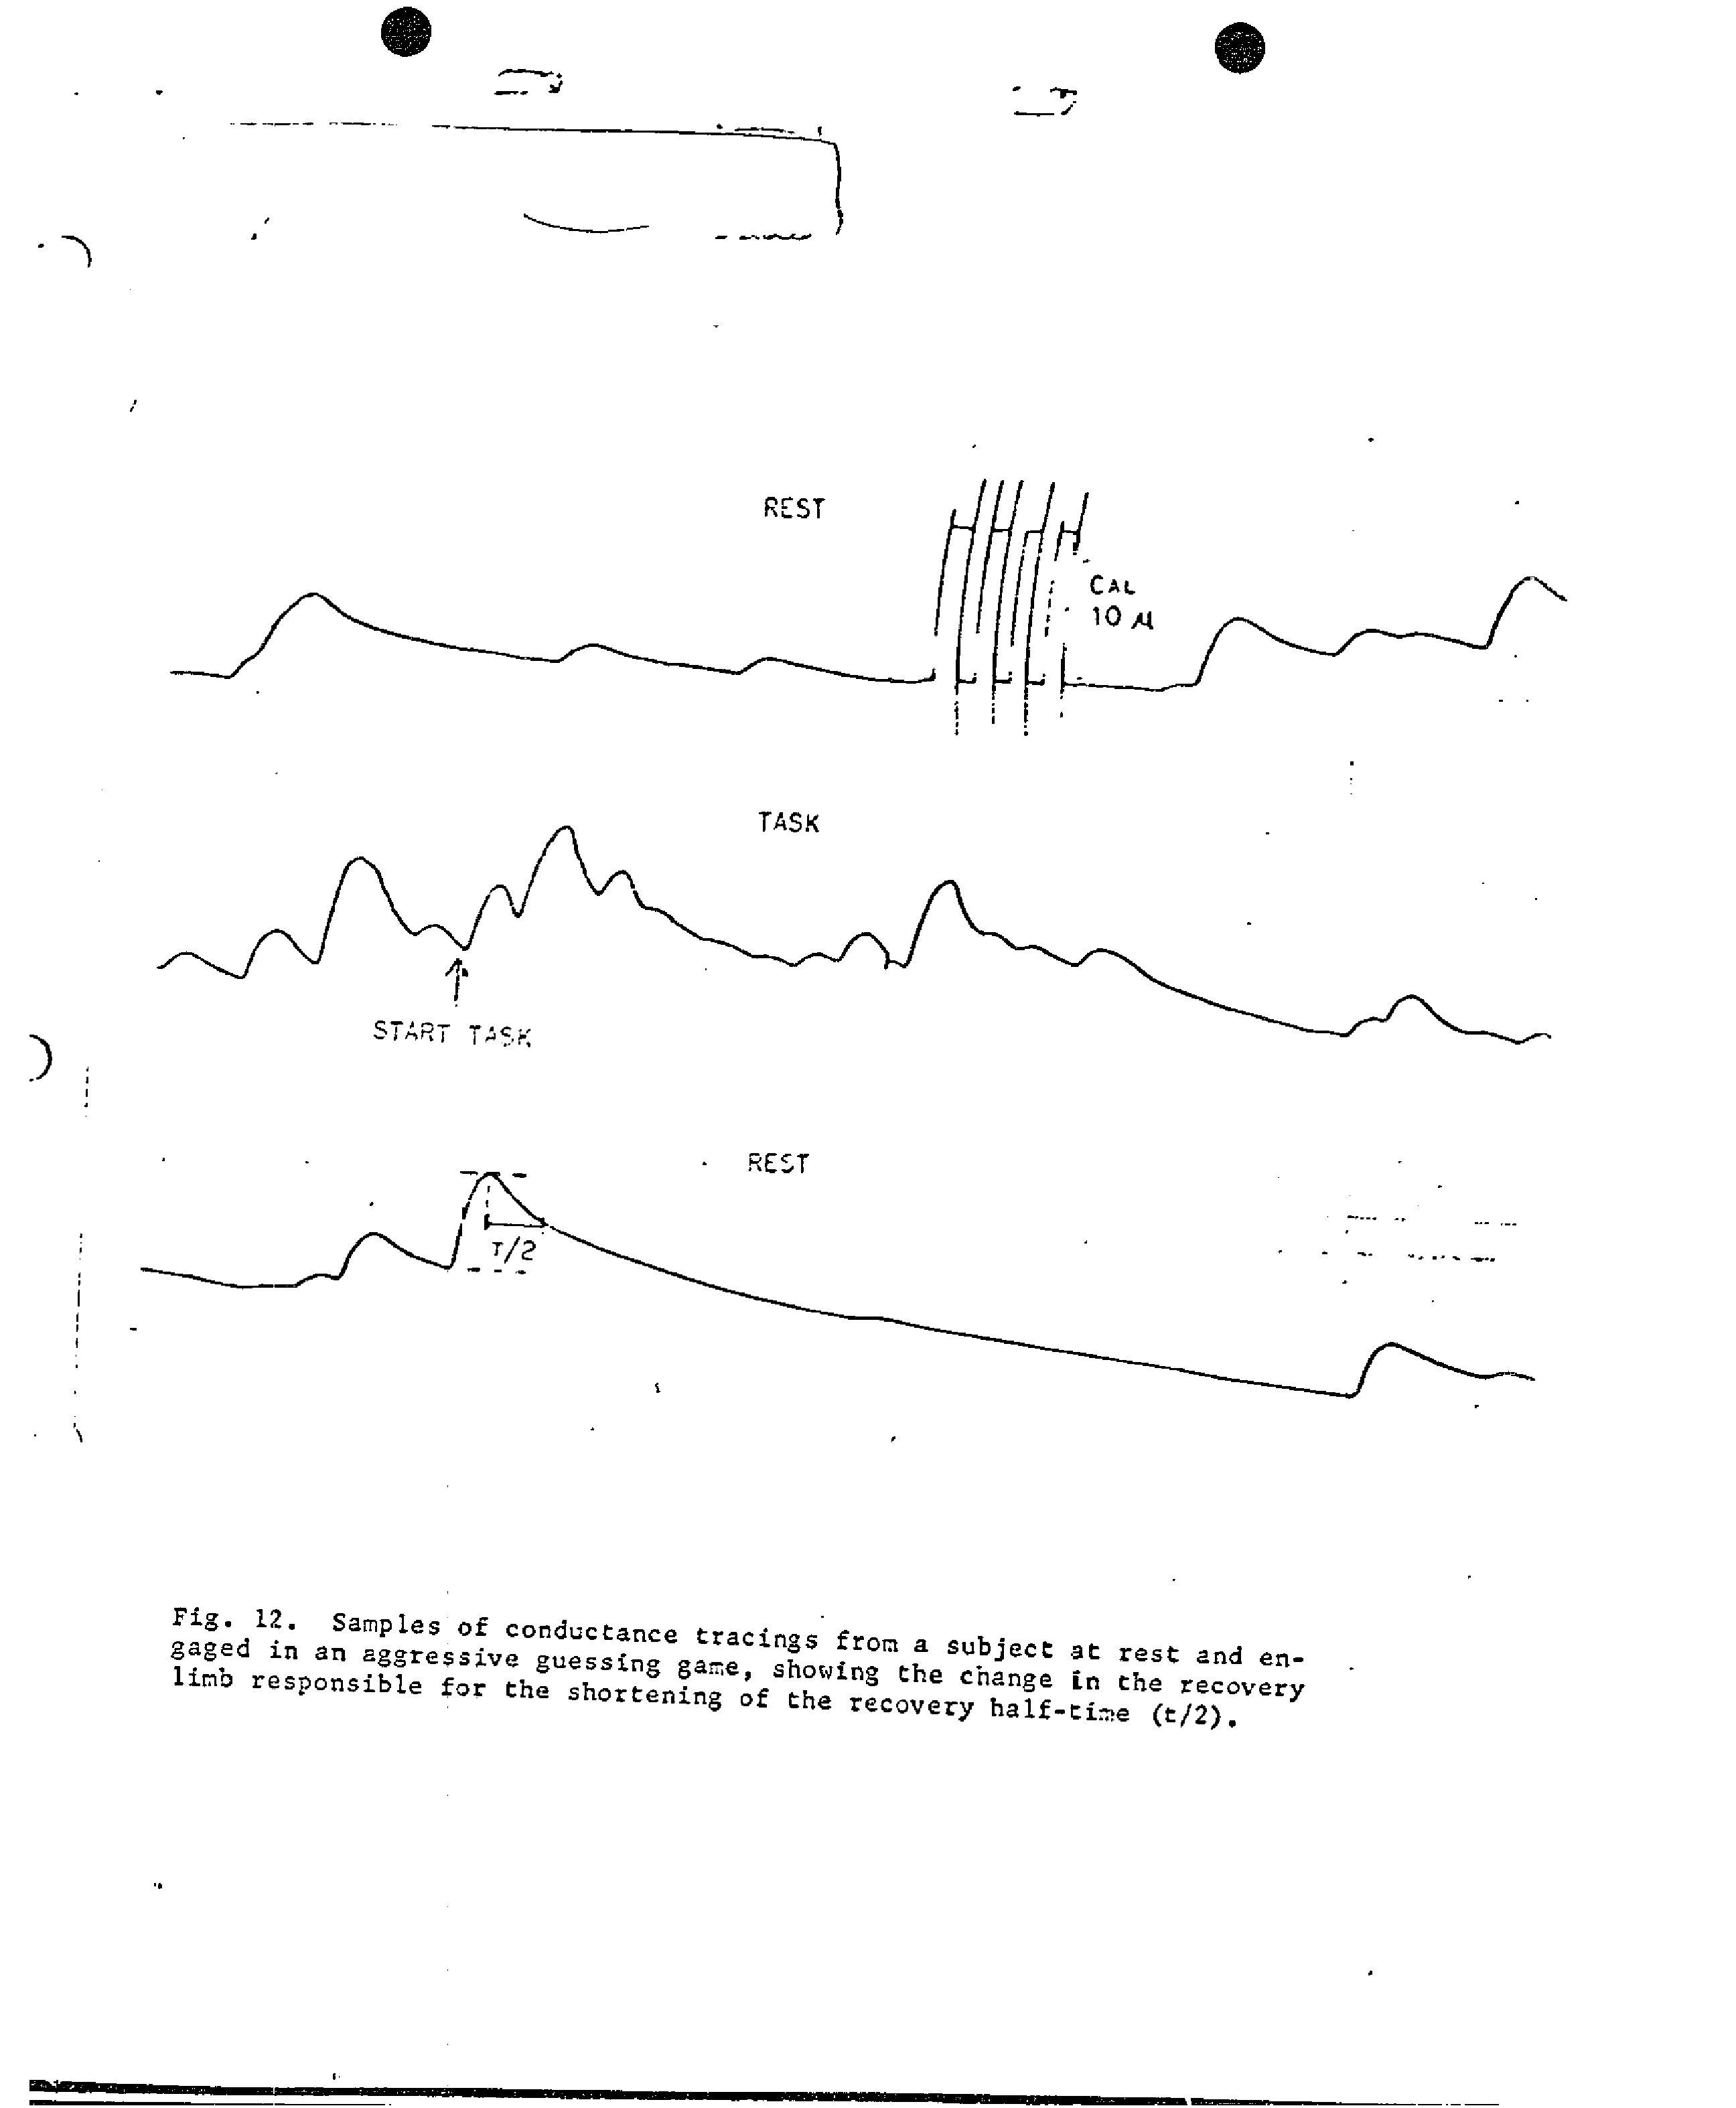 REST
CAL
10 µ
TASK
START TASK
REST
T/2
Fig. 12. Samples of conductance tracings from a subject at rest and en-
gaged in an aggressive guessing game, showing the change in the recovery
limb responsible for the shortening of the recovery half-time (t/2).